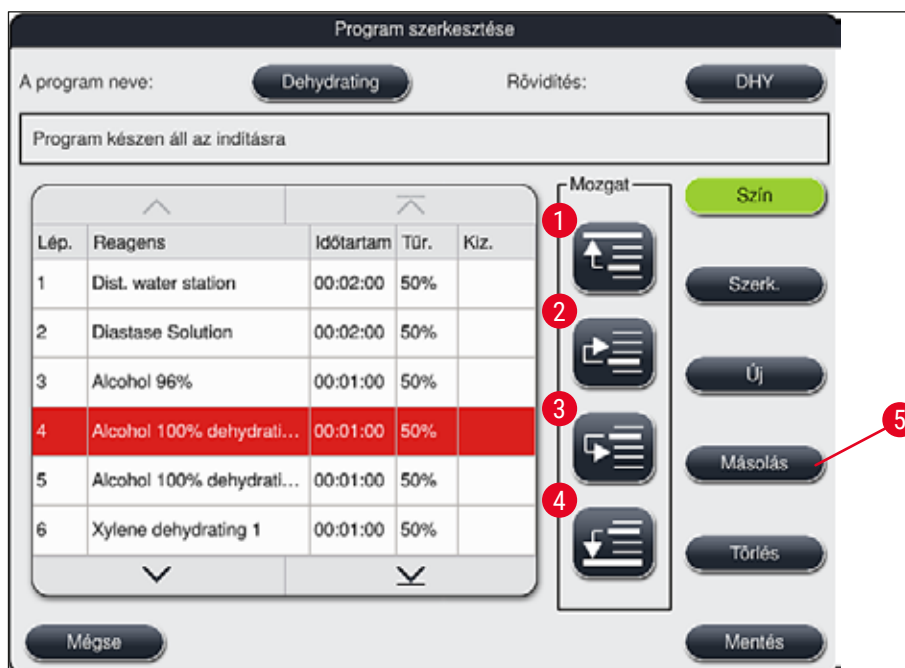 Program szerkesztése
A program neve: Dehydrating Rövidítés: DHY
Program készen áll az indításra
Mozgat
Szín
1
Lép. Reagens Időtartam Tűr. Kiz.
1 Dist. water station 00:02:00 50%
Szerk.
2
2 Diastase Solution 00:02:00 50%
3 Alcohol 96% 00:01:00 50%
Új
3
4 Alcohol 100% dehydrati... 00:01:00 50%
5
5 Alcohol 100% dehydrati... 00:01:00 50%
Másolás
4
6 Xylene dehydrating 1 00:01:00 50%
Törlés
Mégse
Mentés